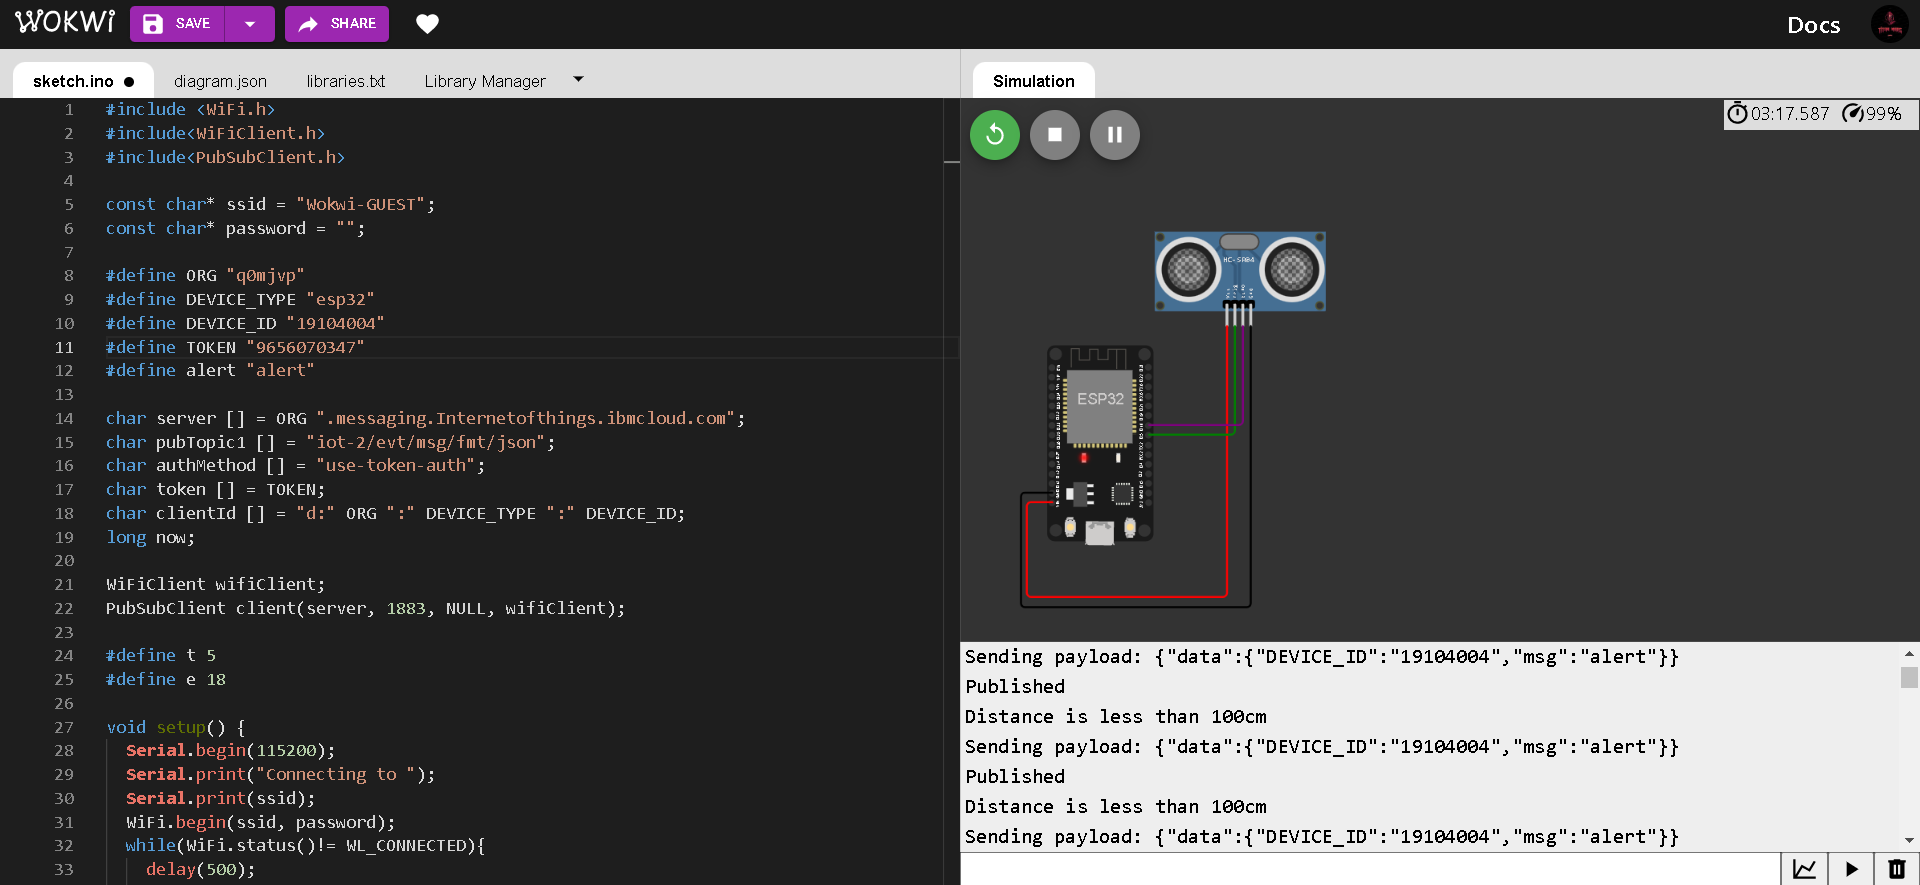 WOKWi
SAVE
SHARE
Docs
sketch.ino
diagram.json
libraries.txt
Library Manager
1 #include <WiFi.h>
2 #include<WiFiClient.h>
3 #include<PubSubClient.h>
4
5 const char* ssid = "Wokwi-GUEST";
6 const char* password = "";
7
8 #define ORG "q0mjvp"
9 #define DEVICE_TYPE "esp32"
10 #define DEVICE_ID "19104004"
11 #define TOKEN "9656070347"
12 #define alert "alert"
13
14 char server [] = ORG ".messaging.Internetofthings.ibmcloud.com";
15 char pubTopic1 [] = "iot-2/evt/msg/fmt/json";
16 char authMethod [] = "use-token-auth";
17 char token [] = TOKEN;
18 char clientId [] = "d:" ORG ":" DEVICE_TYPE ":" DEVICE_ID;
19 long now;
20
21 WiFiClient wifiClient;
22 PubSubClient client(server, 1883, NULL, wifiClient);
23
24 #define t 5
25 #define e 18
26
27 void setup() {
28 Serial.begin(115200);
29 Serial.print("Connecting to ");
30 Serial.print(ssid);
31 WiFi.begin(ssid, password);
32 while(WiFi.status()!= WL_CONNECTED){
33 delay(500);
Simulation
03:17.587 99%
HC-SR04
ESP32
Sending payload: {"data":{"DEVICE_ID":"19104004","msg":"alert"}}
Published
Distance is less than 100cm
Sending payload: {"data":{"DEVICE_ID":"19104004","msg":"alert"}}
Published
Distance is less than 100cm
Sending payload: {"data":{"DEVICE_ID":"19104004","msg":"alert"}}